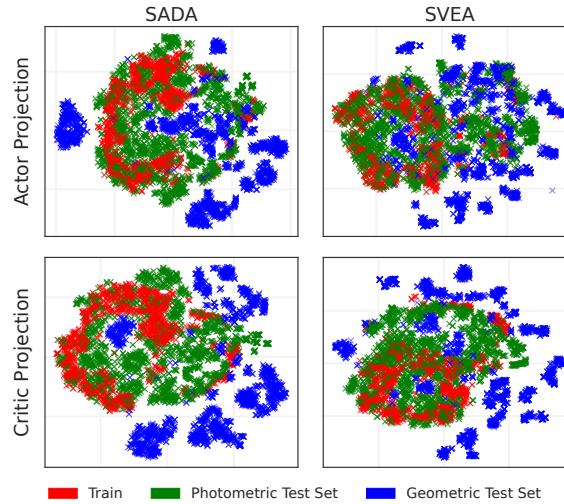 SADA
SVEA
Actor Projection
Critic Projection
Train
Photometric Test Set
Geometric Test Set